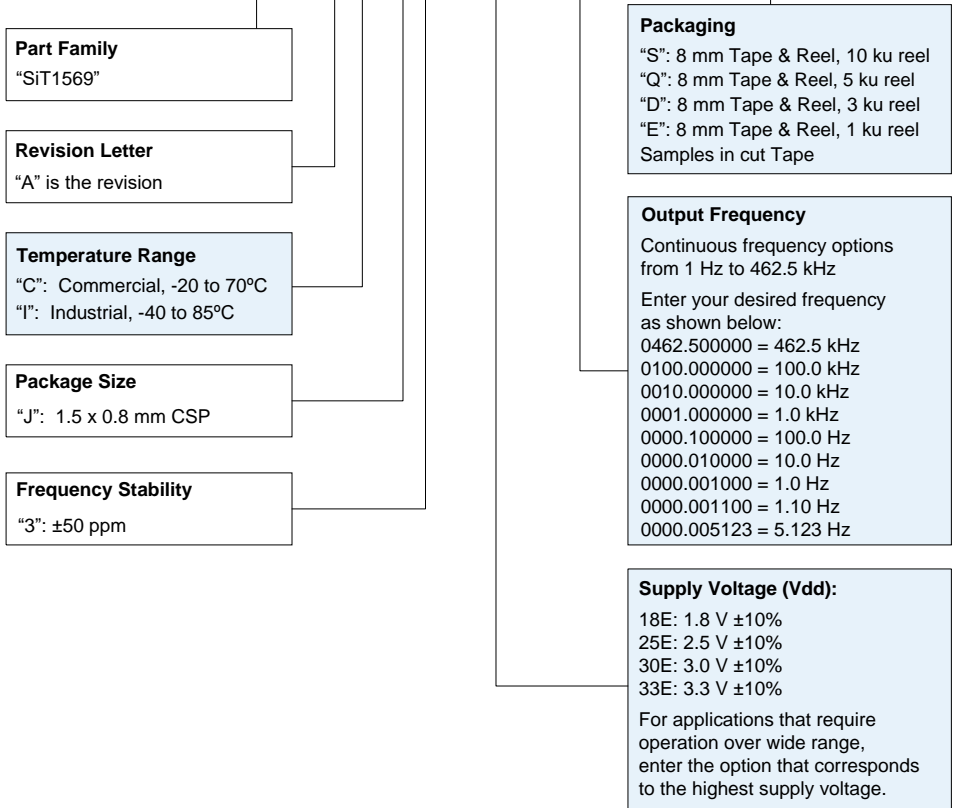 Part Family
“SiT1569”
Revision Letter
“A” is the revision
Temperature Range
“C”: Commercial, -20 to 70ºC
“I”: Industrial, -40 to 85ºC
Package Size
“J”: 1.5 x 0.8 mm CSP
Frequency Stability
“3”: ±50 ppm
Packaging
“S”: 8 mm Tape & Reel, 10 ku reel
“Q”: 8 mm Tape & Reel, 5 ku reel
“D”: 8 mm Tape & Reel, 3 ku reel
“E”: 8 mm Tape & Reel, 1 ku reel
Samples in cut Tape
Output Frequency
Continuous frequency options
from 1 Hz to 462.5 kHz
Enter your desired frequency
as shown below:
0462.500000 = 462.5 kHz
0100.000000 = 100.0 kHz
0010.000000 = 10.0 kHz
0001.000000 = 1.0 kHz
0000.100000 = 100.0 Hz
0000.010000 = 10.0 Hz
0000.001000 = 1.0 Hz
0000.001100 = 1.10 Hz
0000.005123 = 5.123 Hz
Supply Voltage (Vdd):
18E: 1.8 V ±10%
25E: 2.5 V ±10%
30E: 3.0 V ±10%
33E: 3.3 V ±10%
For applications that require
operation over wide range,
enter the option that corresponds
to the highest supply voltage.